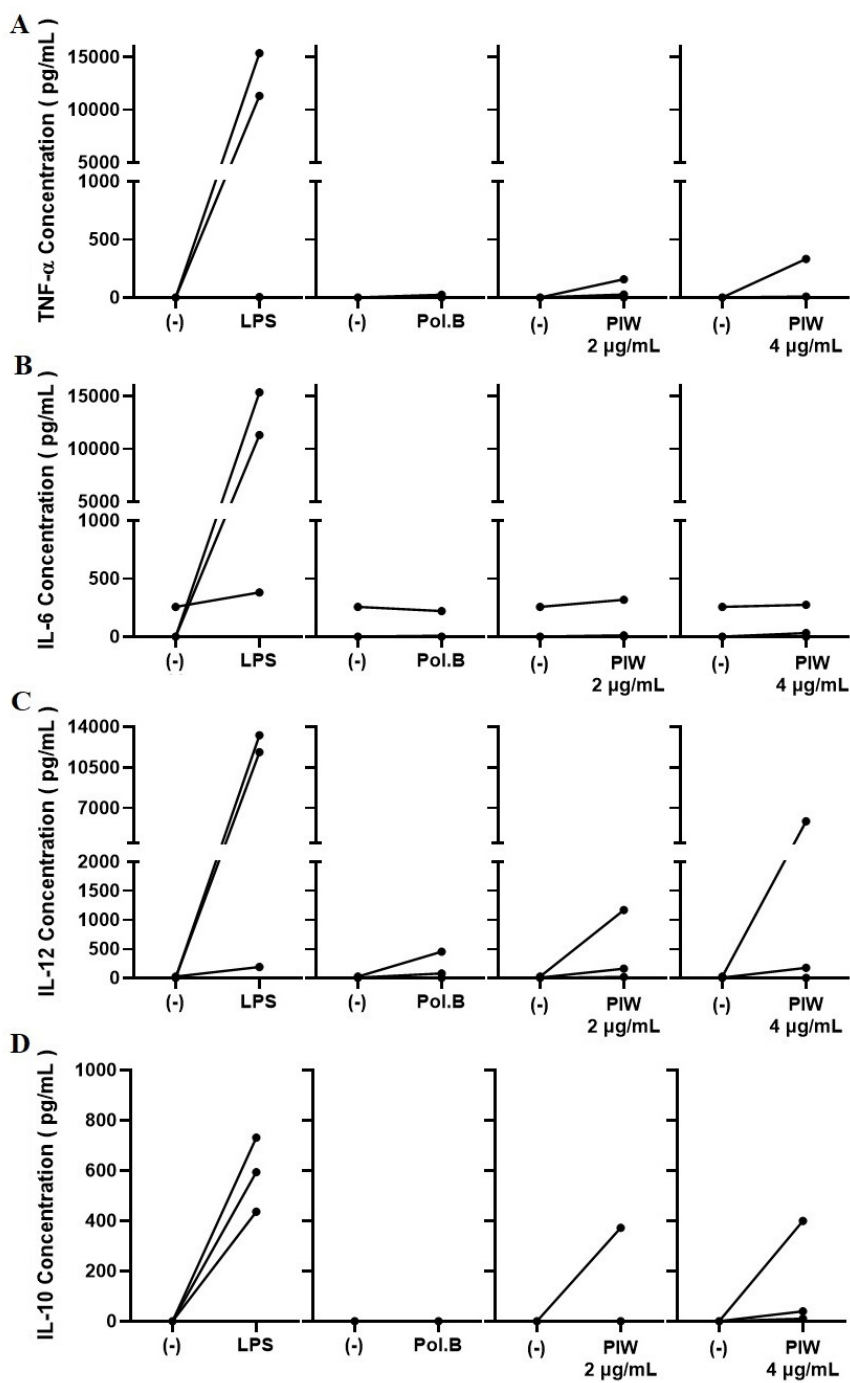 A
TNF-α Concentration ( pg/mL )
15000
10000
5000
1000
500
0
(-) LPS (-) Pol.B (-) PIW (-) PIW
2 µg/mL 4 µg/mL
B
IL-6 Concentration ( pg/mL )
15000
10000
5000
1000
500
0
(-) LPS (-) Pol.B (-) PIW (-) PIW
2 µg/mL 4 µg/mL
C
IL-12 Concentration ( pg/mL )
14000
10500
7000
2000
1500
1000
500
0
(-) LPS (-) Pol.B (-) PIW (-) PIW
2 µg/mL 4 µg/mL
D
IL-10 Concentration ( pg/mL )
1000
800
600
400
200
0
(-) LPS (-) Pol.B (-) PIW (-) PIW
2 µg/mL 4 µg/mL